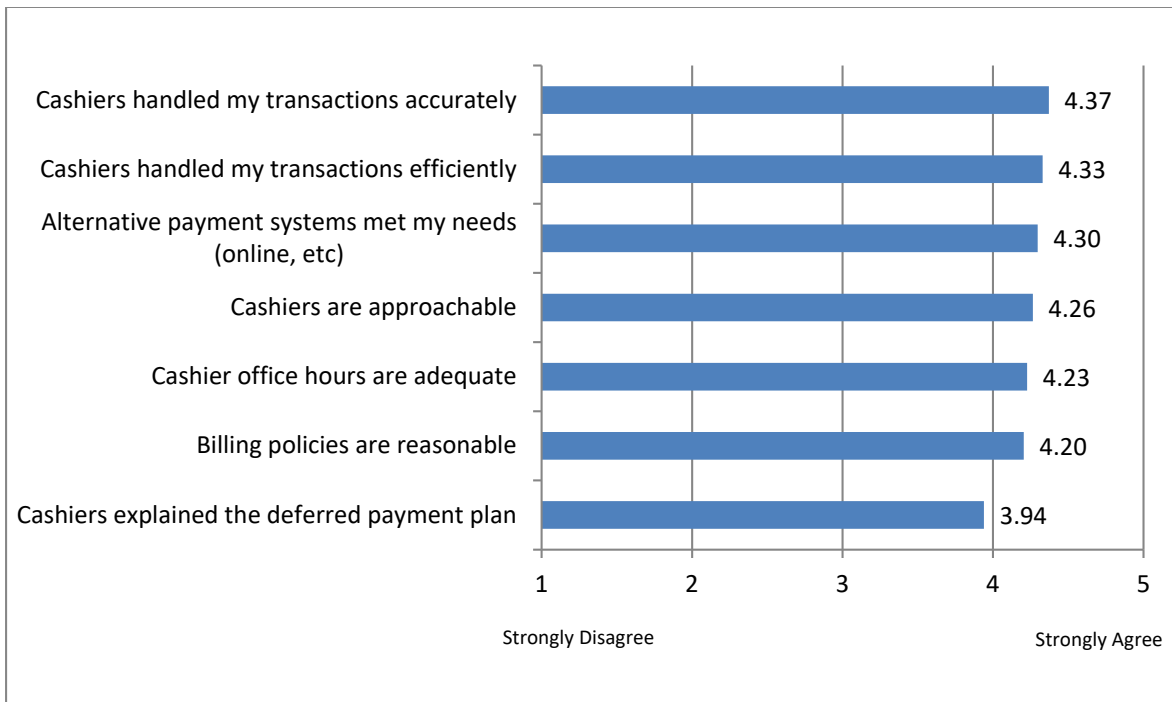 Cashiers handled my transactions accurately
4.37
Cashiers handled my transactions efficiently
4.33
Alternative payment systems met my needs
(online, etc)
4.30
Cashiers are approachable
4.26
Cashier office hours are adequate
4.23
Billing policies are reasonable
4.20
Cashiers explained the deferred payment plan
3.94
1 2 3 4 5
Strongly Disagree Strongly Agree